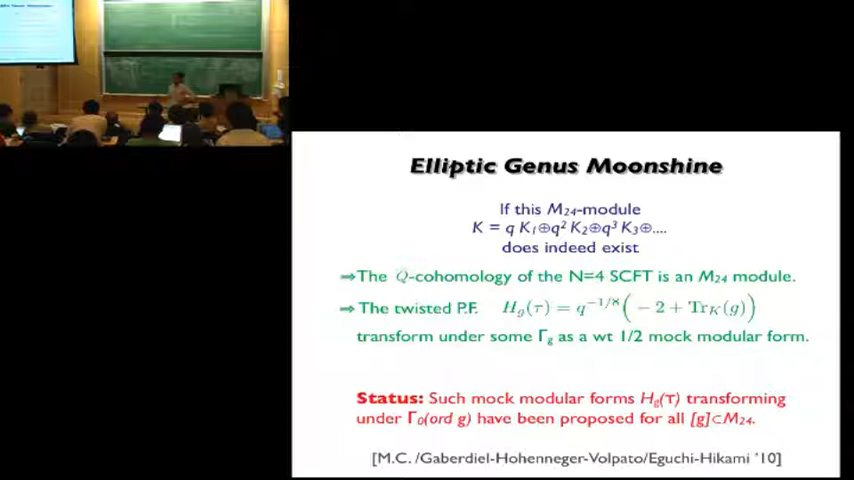 Elliptic Genus Moonshine
If this M₂₄-module
K = q K₁⊕q² K₂⊕q³ K₃⊕....
does indeed exist
⇒The Q-cohomology of the N=4 SCFT is an M₂₄ module.
⇒ The twisted P.F. H_g(τ) = q^{-1/8}( − 2 + Tr_K(g))
transform under some Γg as a wt 1/2 mock modular form.
Status: Such mock modular forms Hg(τ) transforming
under Γ₀(ord g) have been proposed for all [g]⊂M₂₄.
[M.C. /Gaberdiel-Hohenneger-Volpato/Eguchi-Hikami '10]